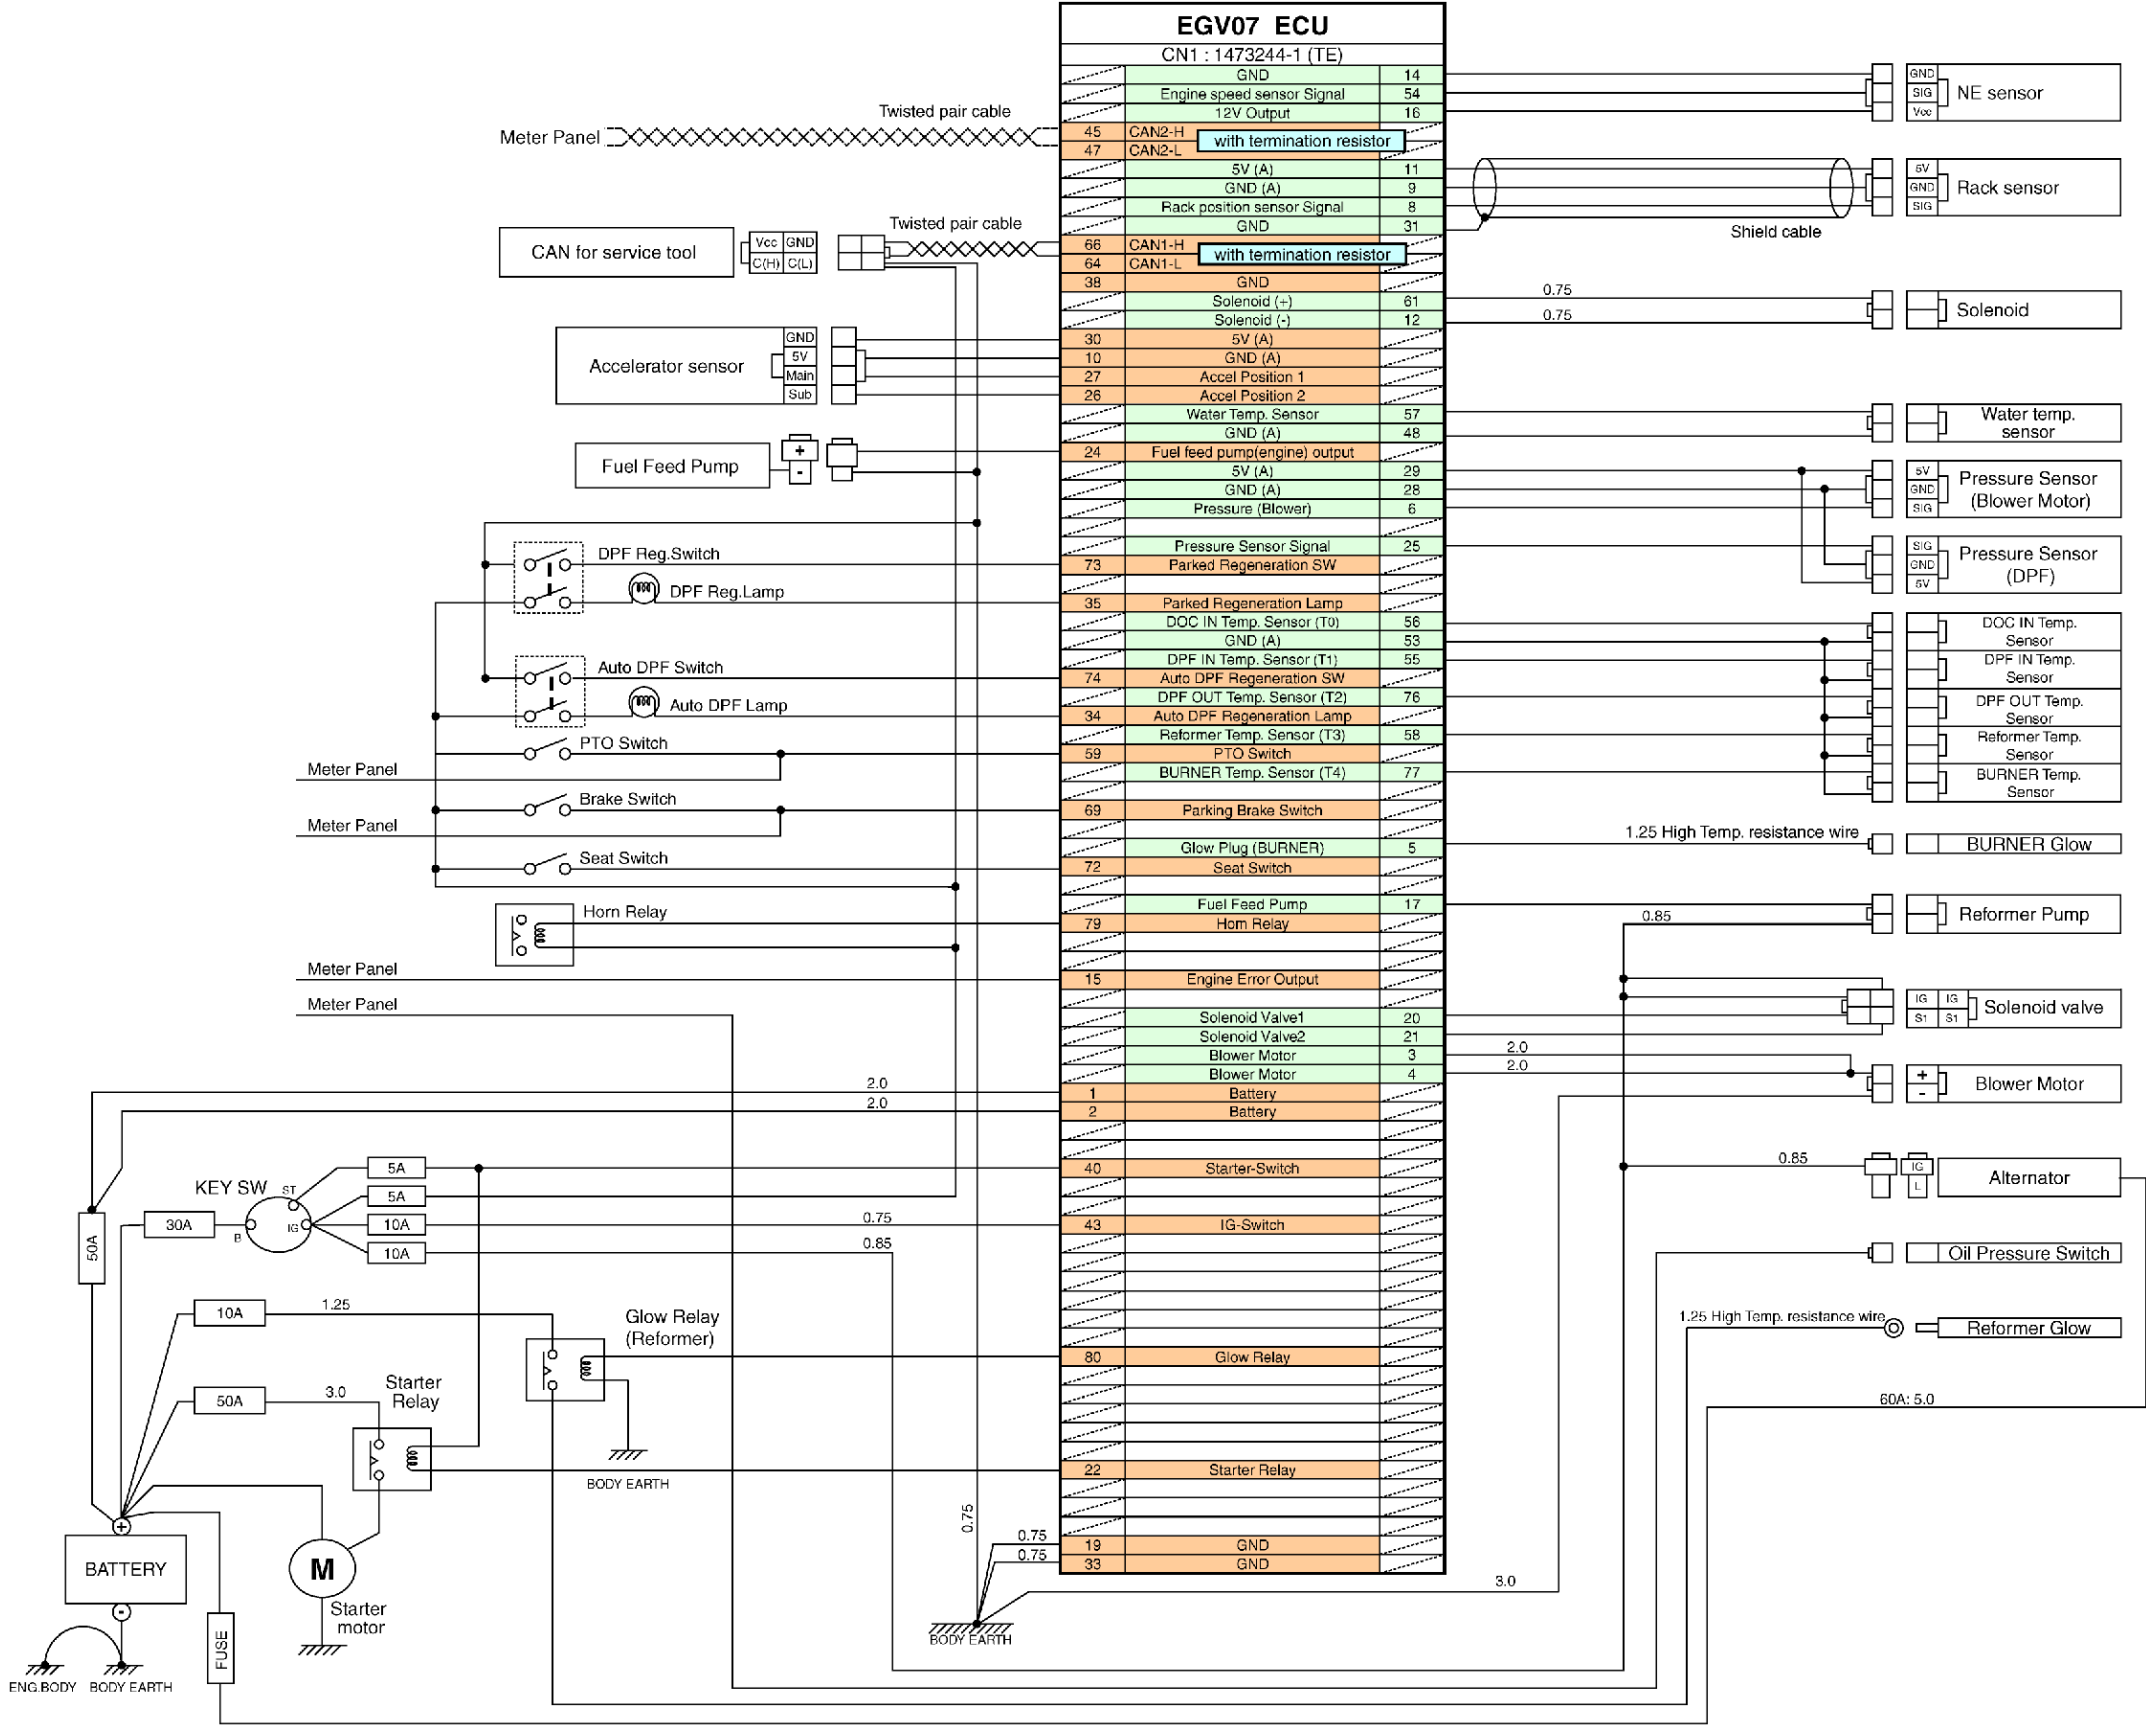 EGV07 ECU
CN1 : 1473244-1 (TE)
GND 14
Engine speed sensor Signal 54
12V Output 16
45 CAN2-H
with termination resistor
47 CAN2-L
5V (A) 11
GND (A) 9
Rack position sensor Signal 8
GND 31
66 CAN1-H
with termination resistor
64 CAN1-L
38 GND
Solenoid (+) 61
Solenoid (-) 12
30 5V (A)
10 GND (A)
27 Accel Position 1
26 Accel Position 2
Water Temp. Sensor 57
GND (A) 48
24 Fuel feed pump(engine) output
5V (A) 29
GND (A) 28
Pressure (Blower) 6
Pressure Sensor Signal 25
73 Parked Regeneration SW
35 Parked Regeneration Lamp
DOC IN Temp. Sensor (T0) 56
GND (A) 53
DPF IN Temp. Sensor (T1) 55
74 Auto DPF Regeneration SW
DPF OUT Temp. Sensor (T2) 76
34 Auto DPF Regeneration Lamp
Reformer Temp. Sensor (T3) 58
59 PTO Switch
BURNER Temp. Sensor (T4) 77
69 Parking Brake Switch
Glow Plug (BURNER) 5
72 Seat Switch
Fuel Feed Pump 17
79 Horn Relay
15 Engine Error Output
Solenoid Valve1 20
Solenoid Valve2 21
Blower Motor 3
Blower Motor 4
1 Battery
2 Battery
40 Starter-Switch
43 IG-Switch
80 Glow Relay
22 Starter Relay
19 GND
33 GND
Twisted pair cable
Meter Panel
Twisted pair cable
CAN for service tool
Vcc GND
C(H) C(L)
Accelerator sensor
GND
5V
Main
Sub
Fuel Feed Pump
+
-
DPF Reg.Switch
DPF Reg.Lamp
Auto DPF Switch
Auto DPF Lamp
PTO Switch
Meter Panel
Brake Switch
Meter Panel
Seat Switch
Horn Relay
Meter Panel
Meter Panel
2.0
2.0
KEY SW
ST
IG
B
5A
5A
10A
10A
30A
50A
0.75
0.85
10A
1.25
Glow Relay
(Reformer)
50A
3.0
Starter
Relay
BODY EARTH
+
BATTERY
-
M
Starter
motor
FUSE
ENG.BODY
BODY EARTH
0.75
0.75
0.75
BODY EARTH
3.0
GND
SIG
Vcc
NE sensor
5V
GND
SIG
Rack sensor
Shield cable
0.75
0.75
Solenoid
Water temp.
sensor
5V
GND
SIG
Pressure Sensor
(Blower Motor)
SIG
GND
5V
Pressure Sensor
(DPF)
DOC IN Temp.
Sensor
DPF IN Temp.
Sensor
DPF OUT Temp.
Sensor
Reformer Temp.
Sensor
BURNER Temp.
Sensor
1.25 High Temp. resistance wire
BURNER Glow
0.85
Reformer Pump
IG IG
S1 S1
Solenoid valve
2.0
2.0
+
-
Blower Motor
0.85
IG
L
Alternator
Oil Pressure Switch
1.25 High Temp. resistance wire
Reformer Glow
60A: 5.0